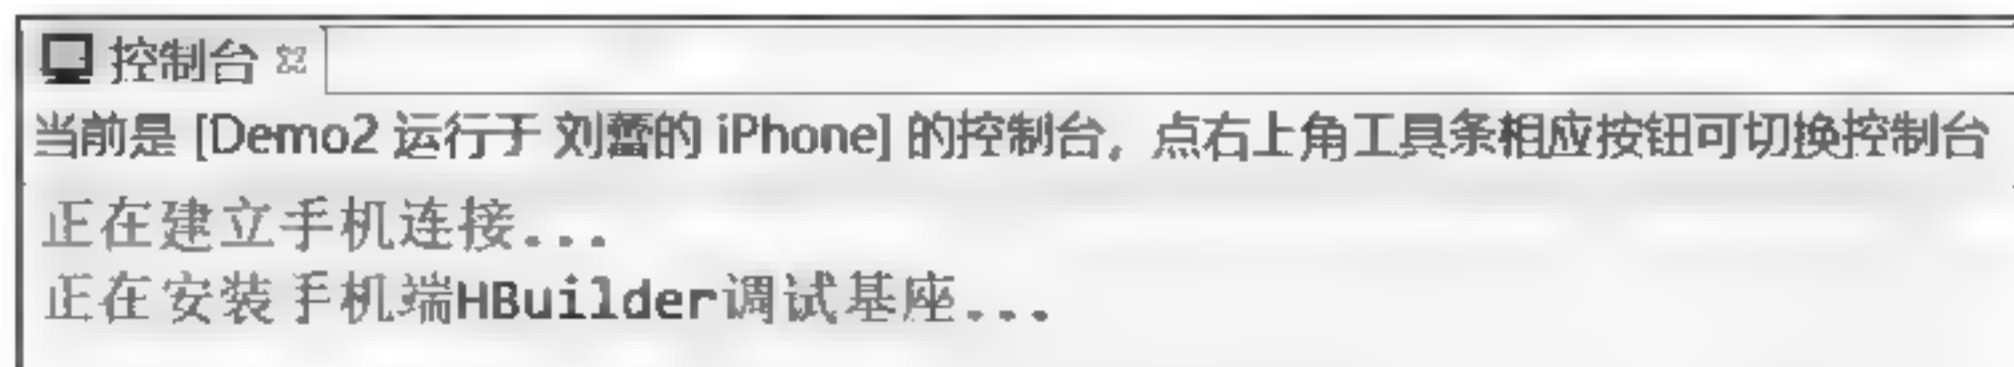 控制台
当前是 [Demo2 运行于 刘蓄的 iPhone] 的控制台，点右上角工具条相应按钮可切换控制台
正在建立手机连接...
正在安装手机端HBuilder调试基座...